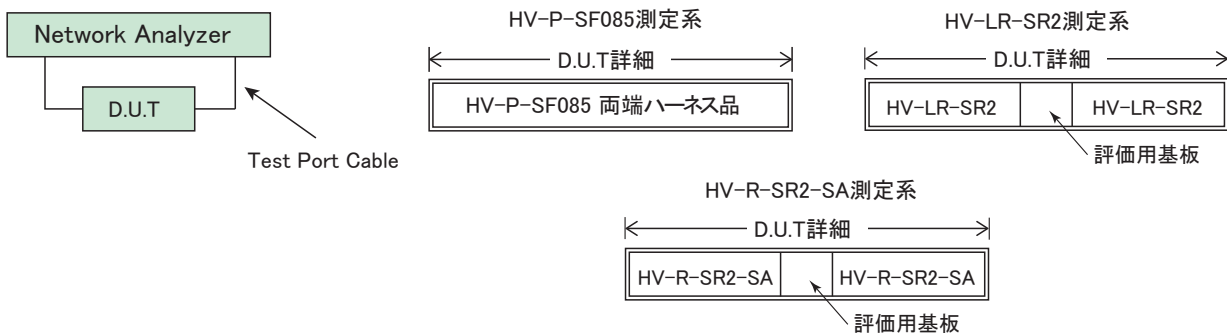 Network Analyzer
D.U.T
Test Port Cable
HV-P-SF085測定系
D.U.T詳細
HV-P-SF085 両端ハーネス品
HV-LR-SR2測定系
D.U.T詳細
HV-LR-SR2 HV-LR-SR2
評価用基板
HV-R-SR2-SA測定系
D.U.T詳細
HV-R-SR2-SA HV-R-SR2-SA
評価用基板